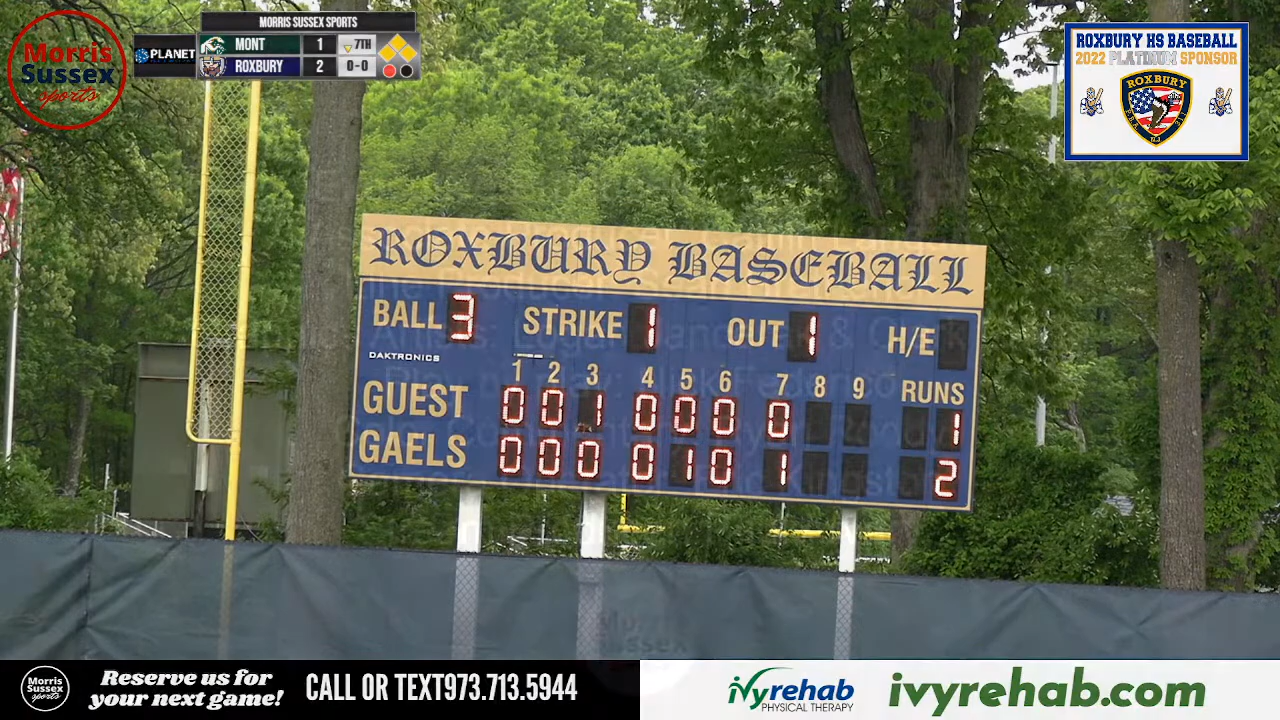 MORRIS SUSSEX SPORTS
Morris
Sussex
sports
PLANET
MONT 1 7TH
ROXBURY 2 0-0
ROXBURY HS BASEBALL
2022 PLATINUM SPONSOR
ROXBURY
ROXBURY BASEBALL
BALL 3 STRIKE 1 OUT 1 H/E
DAKTRONICS
1 2 3 4 5 6 7 8 9 RUNS
GUEST 0 0 1 0 0 0 0 1
GAELS 0 0 0 0 1 0 1 2
Morris
Sussex
sports
Reserve us for
your next game!
CALL OR TEXT973.713.5944
ivyrehab
PHYSICAL THERAPY
ivyrehab.com